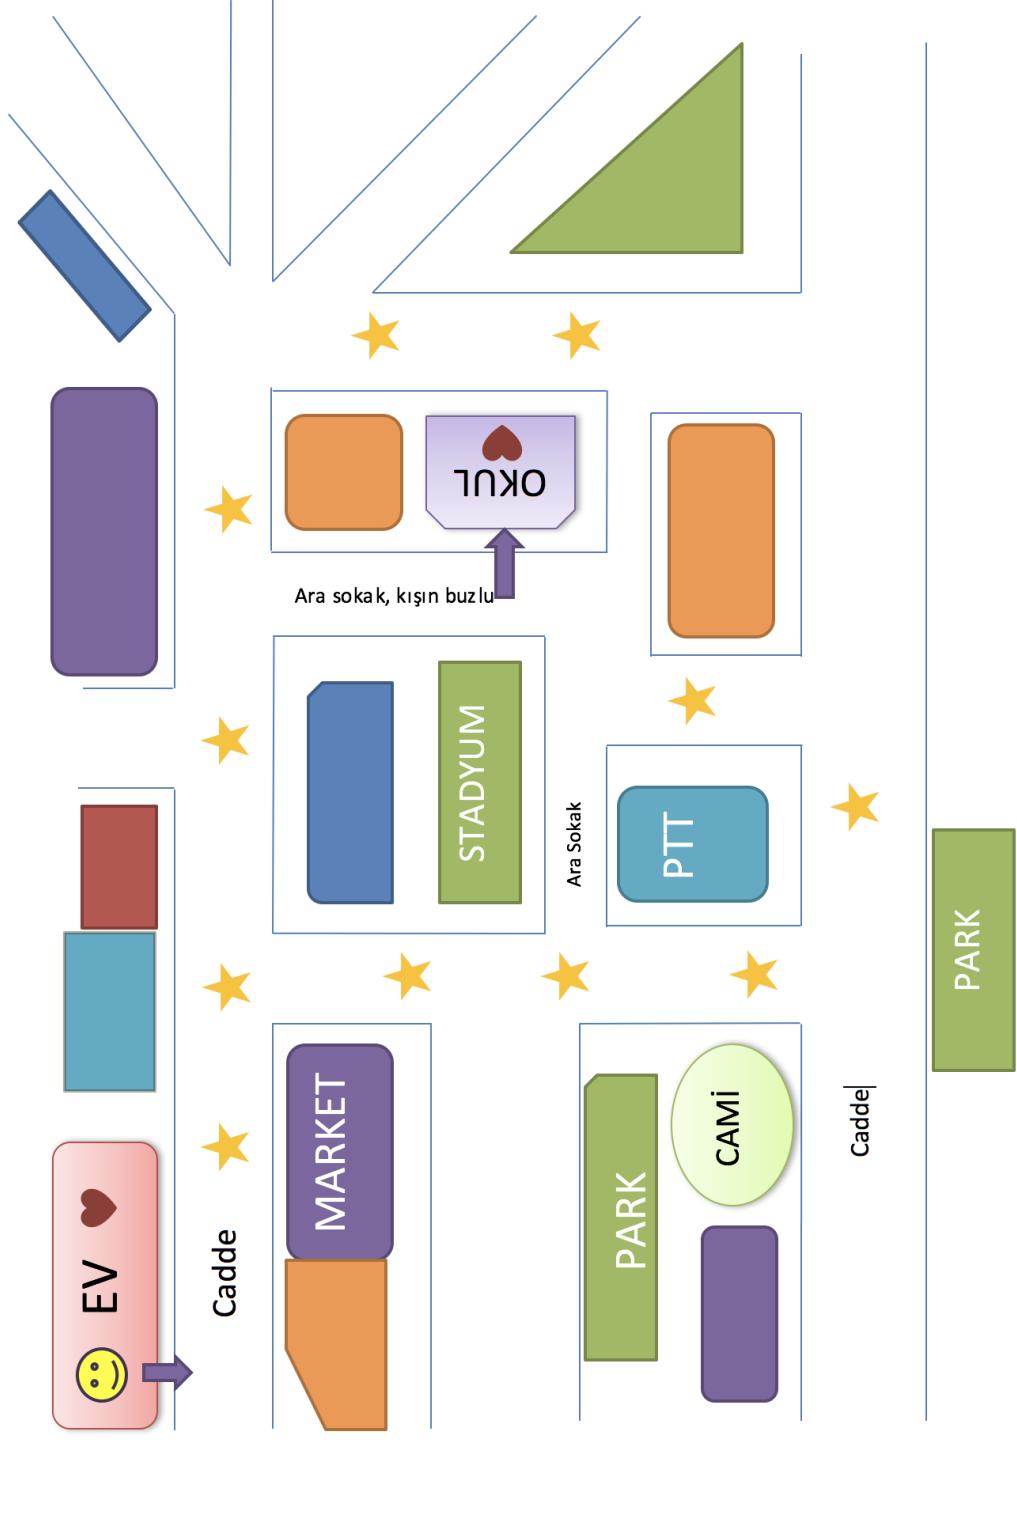 OKUL
Ara sokak, kışın buzlu
STADYUM
Ara Sokak
PTT
PARK
MARKET
CAMİ
PARK
Cadde
EV
Cadde